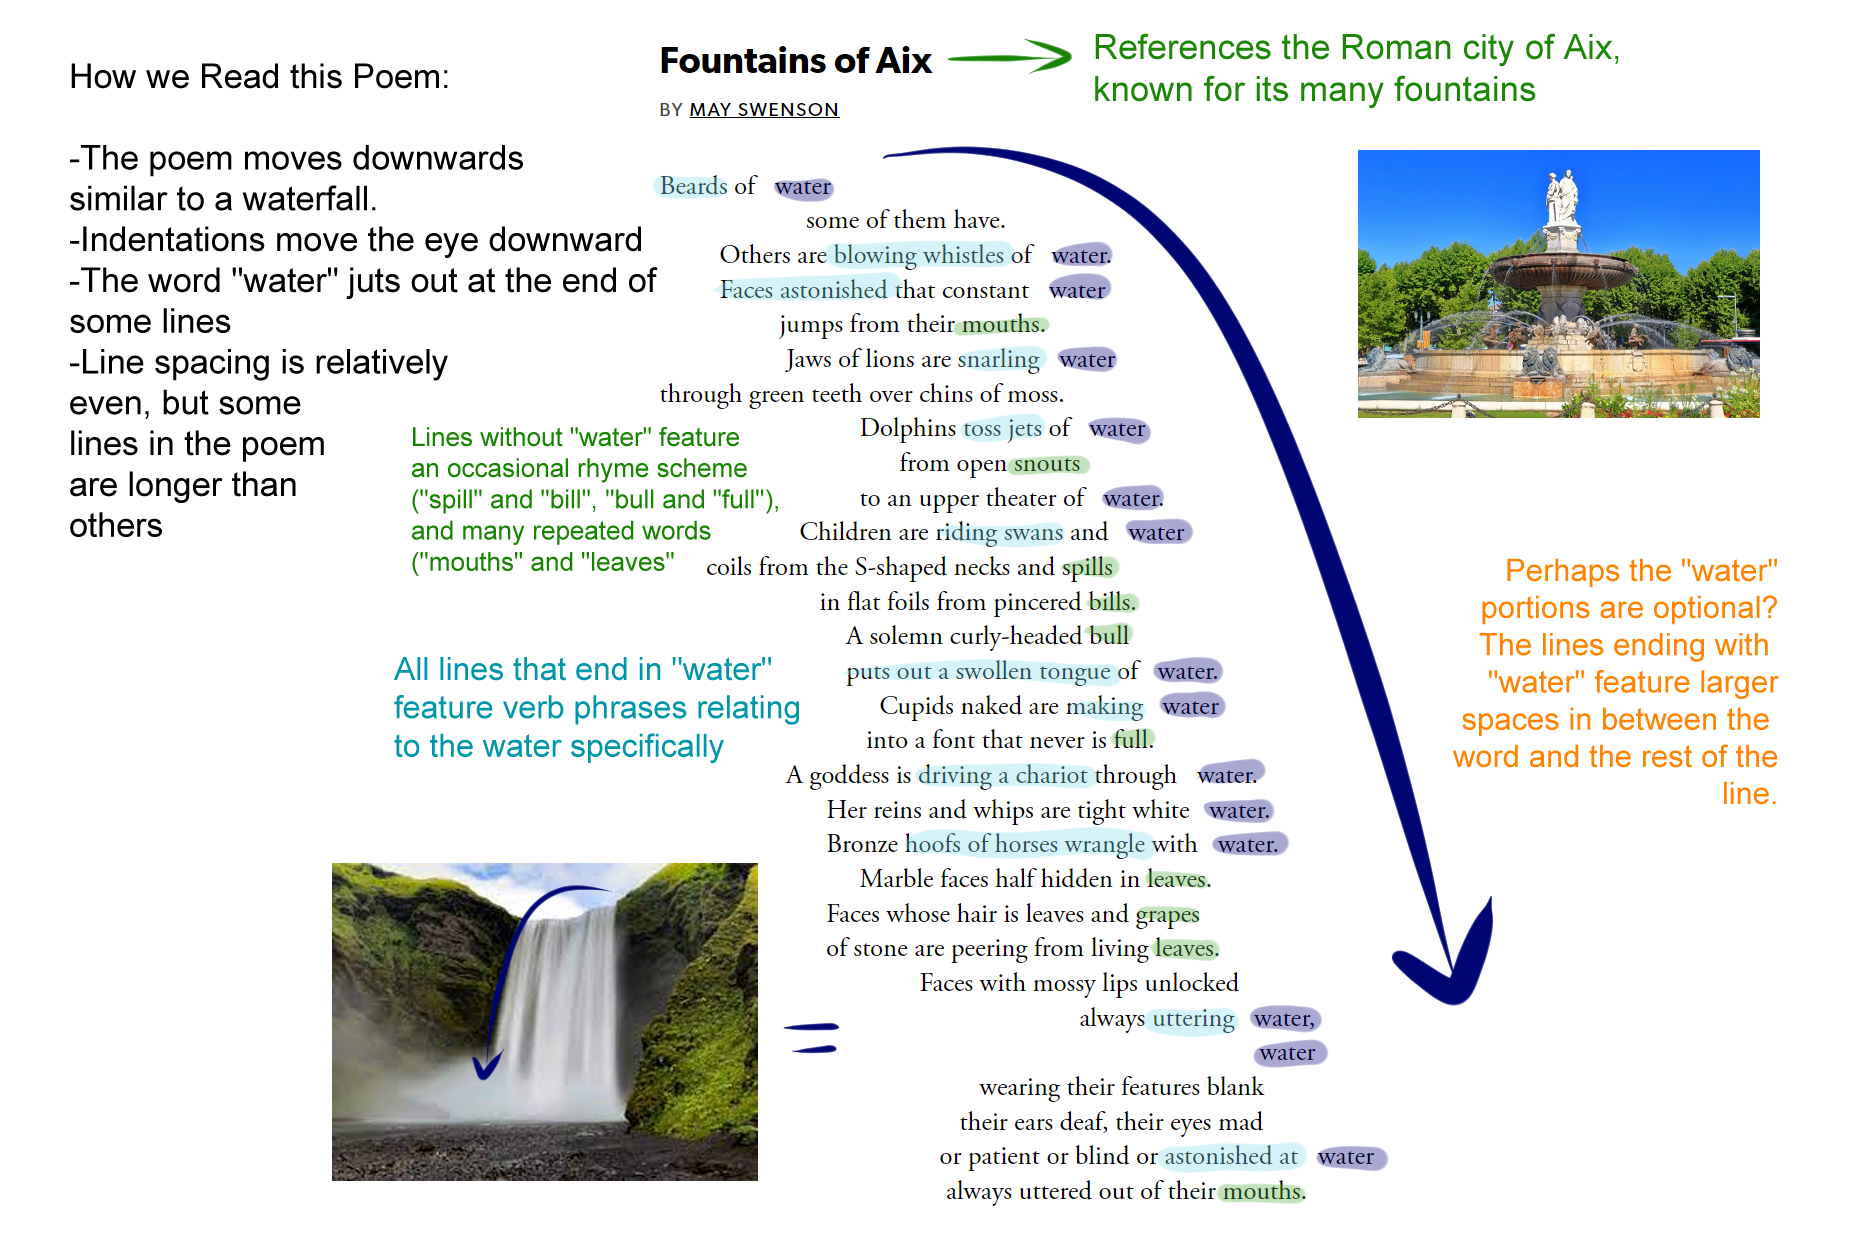 How we Read this Poem:
-The poem moves downwards
similar to a waterfall.
-Indentations move the eye downward
-The word "water" juts out at the end of
some lines
-Line spacing is relatively
even, but some
lines in the poem
are longer than
others
Fountains of Aix
BY MAY SWENSON
References the Roman city of Aix,
known for its many fountains
Beards of water
some of them have.
Others are blowing whistles of water.
Faces astonished that constant water
jumps from their mouths.
Jaws of lions are snarling water
through green teeth over chins of moss.
Dolphins toss jets of water
from open snouts
to an upper theater of water.
Children are riding swans and water
coils from the S-shaped necks and spills
in flat foils from pincered bills.
A solemn curly-headed bull
puts out a swollen tongue of water.
Cupids naked are making water
into a font that never is full.
A goddess is driving a chariot through water.
Her reins and whips are tight white water.
Bronze hoofs of horses wrangle with water.
Marble faces half hidden in leaves.
Faces whose hair is leaves and grapes
of stone are peering from living leaves.
Faces with mossy lips unlocked
always uttering water,
water
wearing their features blank
their ears deaf, their eyes mad
or patient or blind or astonished at water
always uttered out of their mouths.
Lines without "water" feature
an occasional rhyme scheme
("spill" and "bill", "bull and "full"),
and many repeated words
("mouths" and "leaves"
All lines that end in "water"
feature verb phrases relating
to the water specifically
Perhaps the "water"
portions are optional?
The lines ending with
"water" feature larger
spaces in between the
word and the rest of the
line.